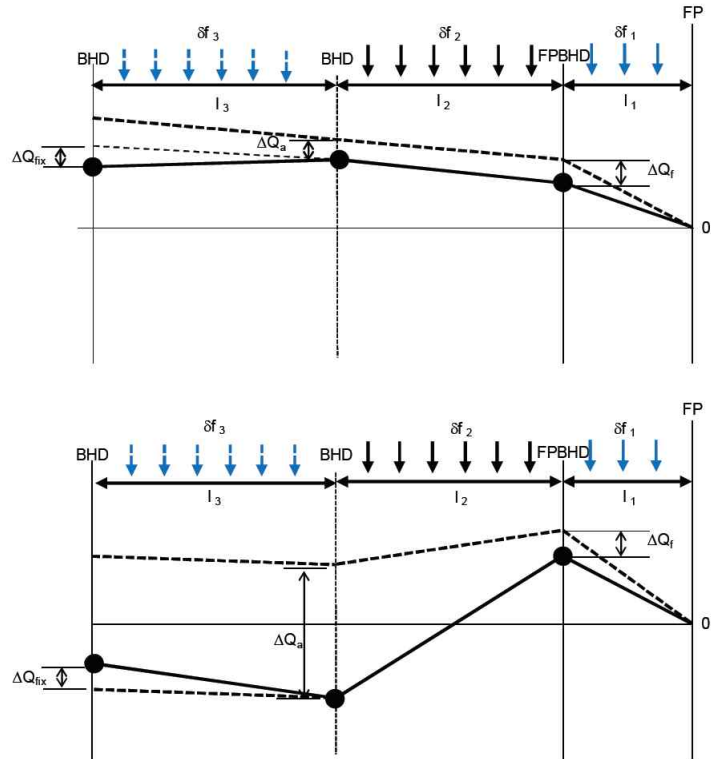 FP
δf 3 δf 2 δf 1
BHD BHD FPBHD
l 3 l 2 l 1
ΔQfix ΔQa ΔQf
0
FP
δf 3 δf 2 δf 1
BHD BHD FPBHD
l 3 l 2 l 1
ΔQf
0
ΔQa
ΔQfix